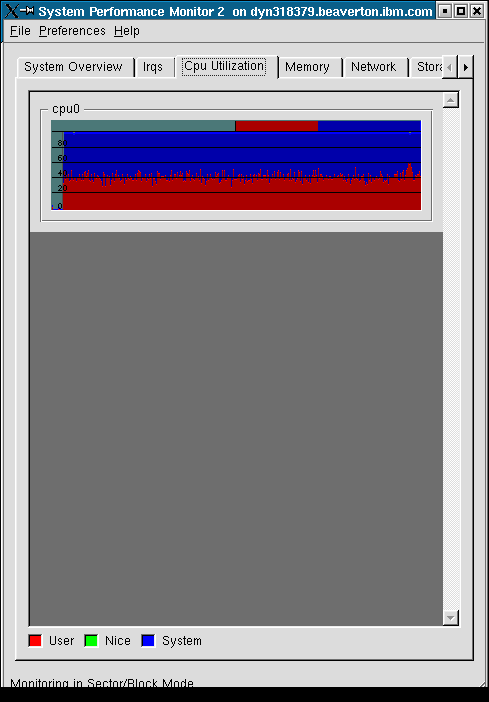 System Performance Monitor 2 on dyn318379.beaverton.ibm.com
File Preferences Help
System Overview Irqs Cpu Utilization Memory Network Stora
cpu0
80
60
40
20
0
User Nice System
Monitoring in Sector/Block Mode